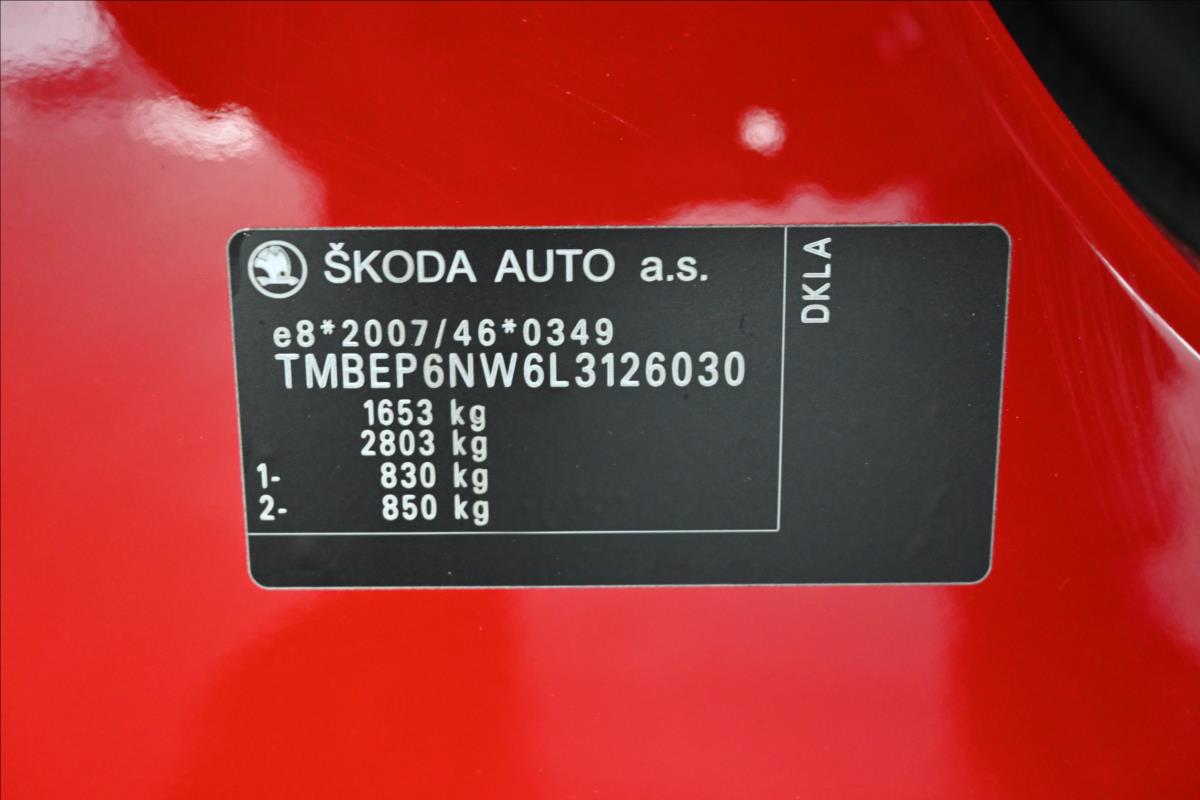 ŠKODA AUTO a.s.
e8*2007/46*0349
TMBEP6NW6L3126030
1653 kg
2803 kg
1- 830 kg
2- 850 kg
DKLA